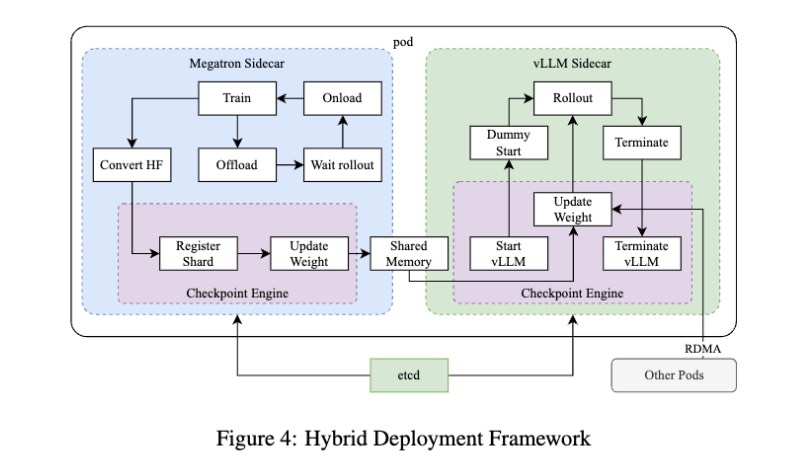 pod
Megatron Sidecar
Train
Onload
Convert HF
Offload
Wait rollout
Register
Shard
Update
Weight
Checkpoint Engine
Shared
Memory
vLLM Sidecar
Rollout
Dummy
Start
Terminate
Update
Weight
Start
vLLM
Terminate
vLLM
Checkpoint Engine
RDMA
etcd
Other Pods
Figure 4: Hybrid Deployment Framework